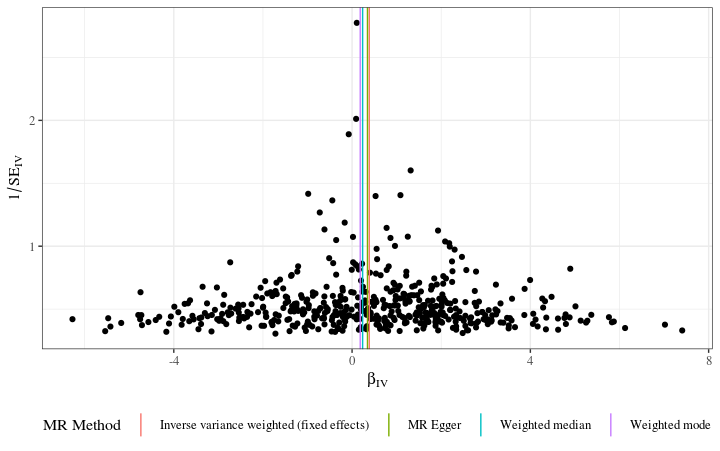 2
1
1/SE_IV
-4
0
4
8
β_IV
MR Method
Inverse variance weighted (fixed effects)
MR Egger
Weighted median
Weighted mode